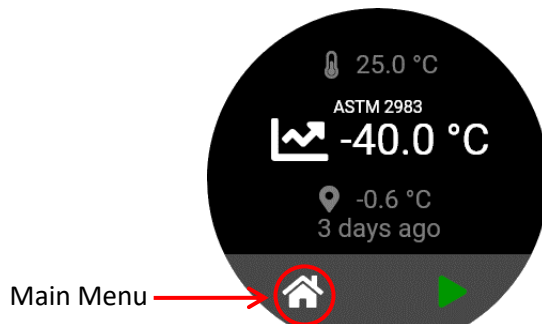 25.0 °C
ASTM 2983
-40.0 °C
-0.6 °C
3 days ago
Main Menu